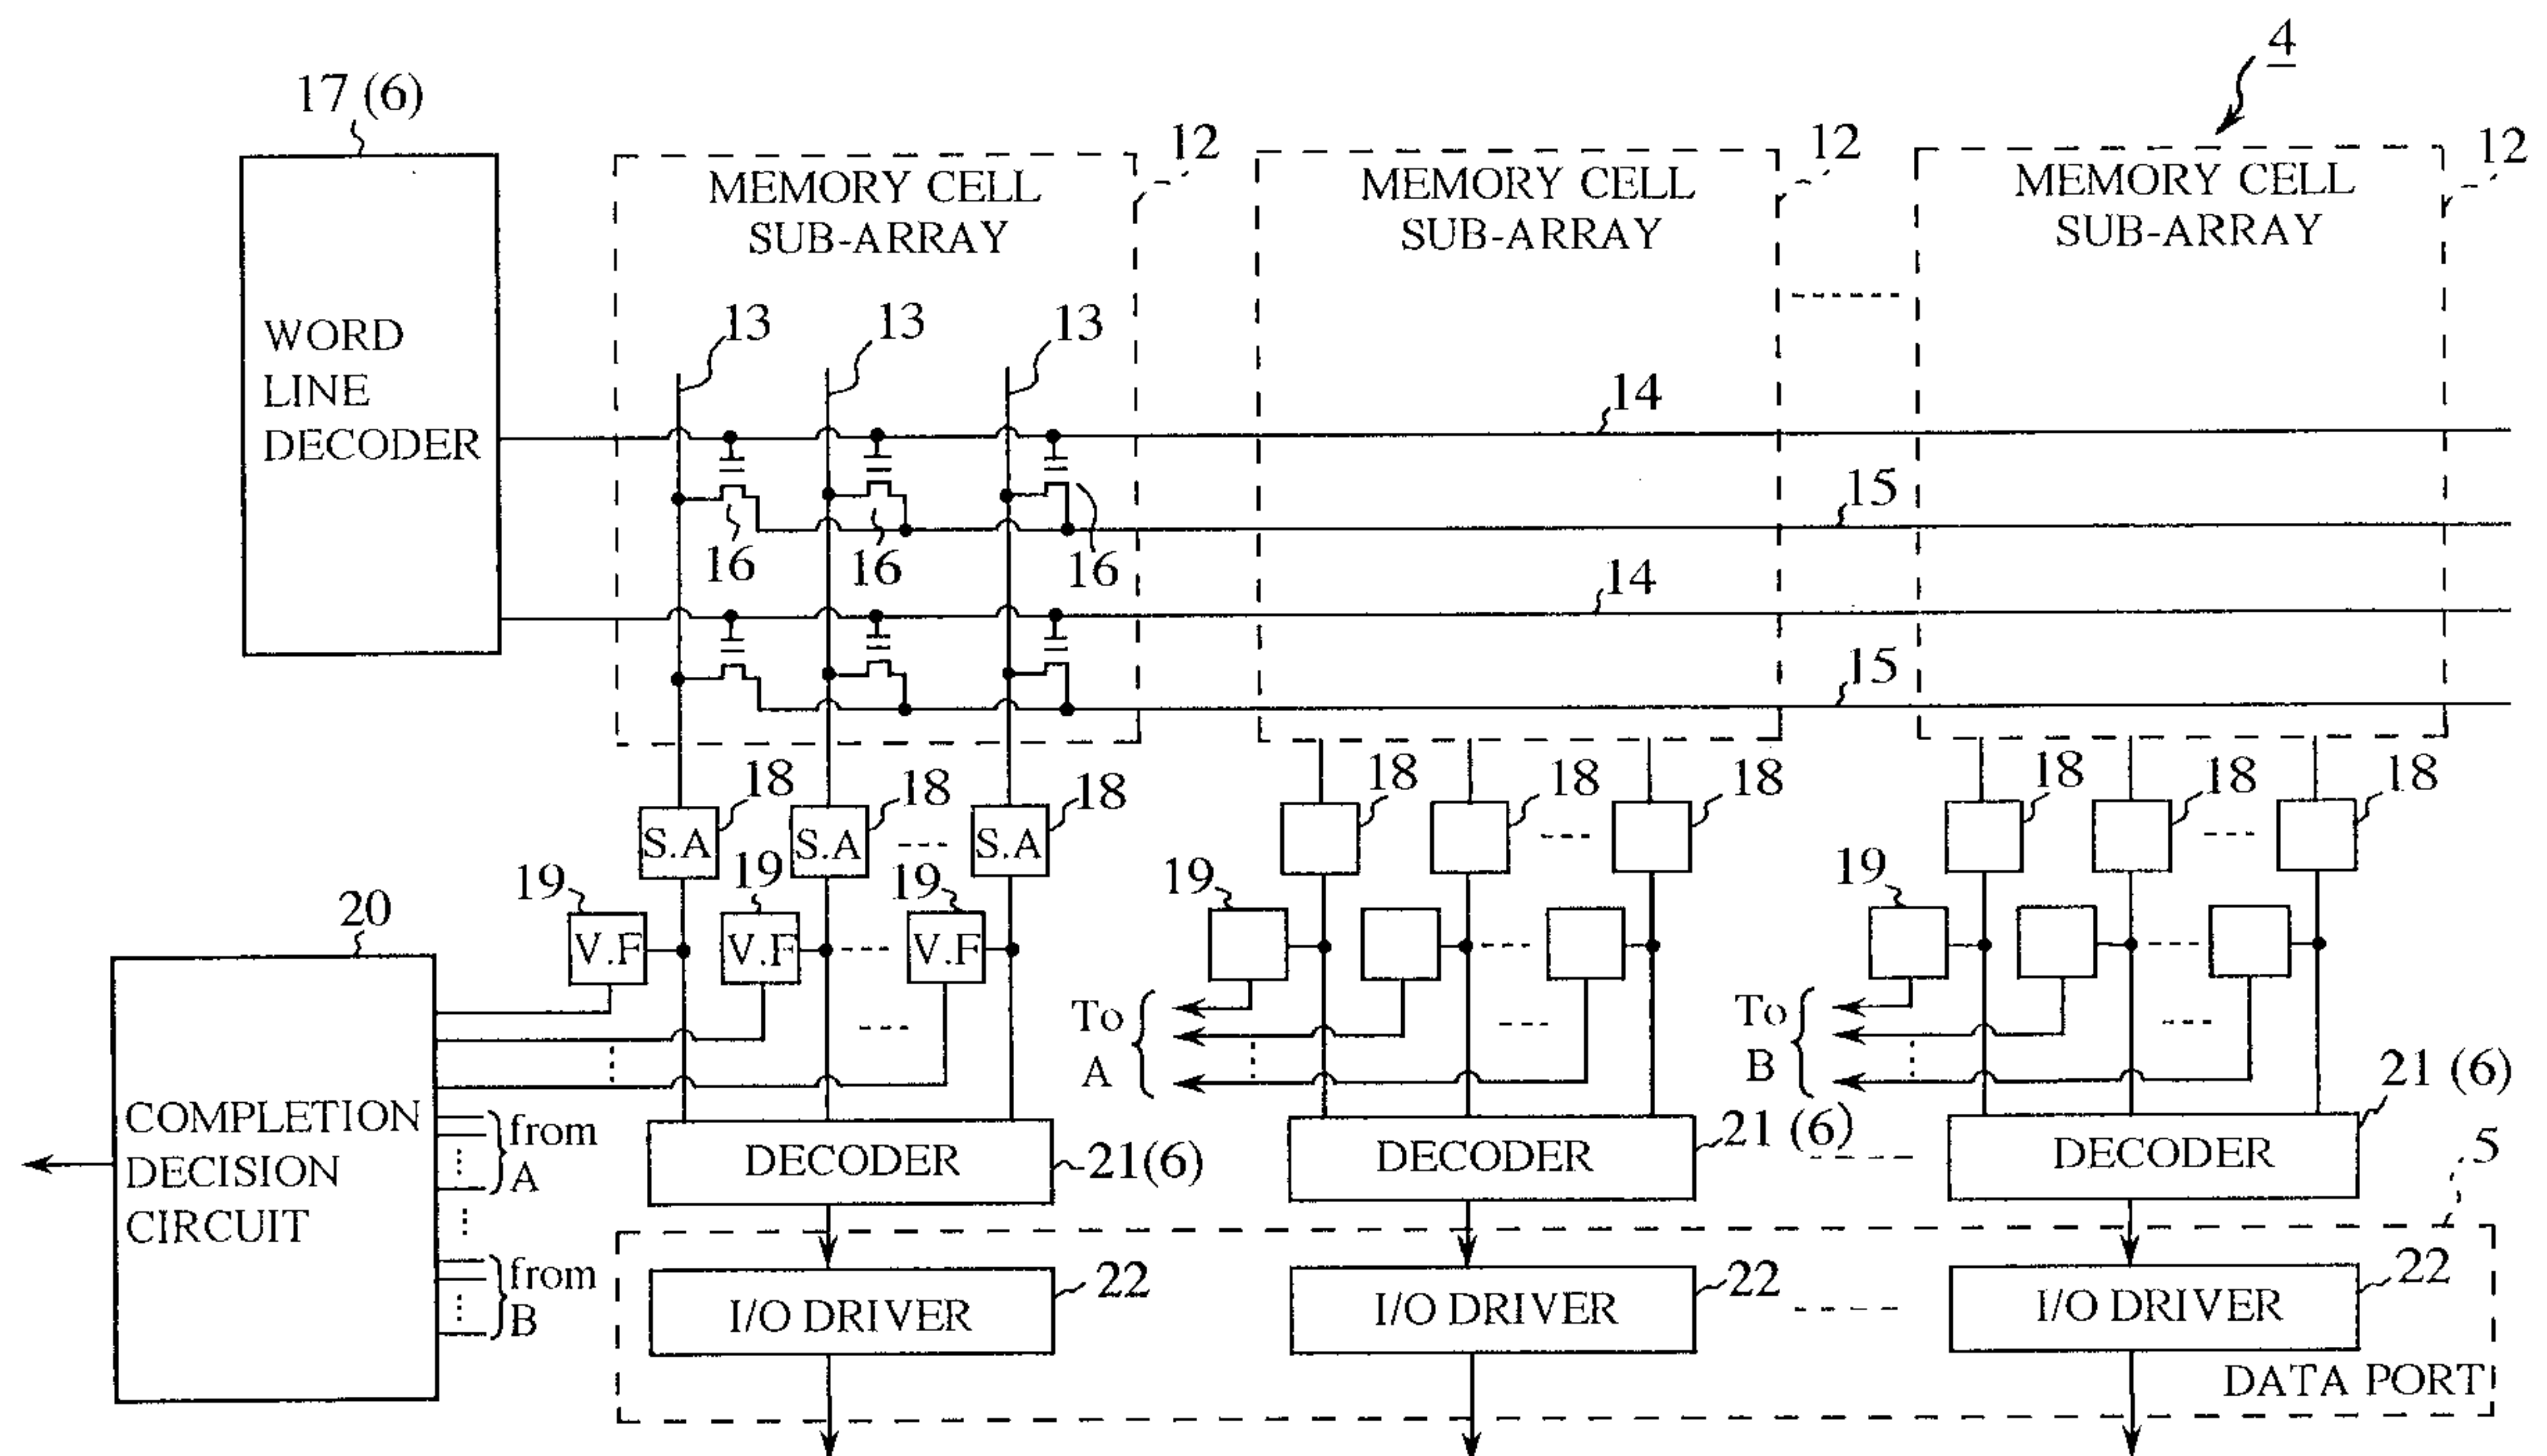 4
17 (6)
12
12
12
MEMORY CELL
SUB-ARRAY
MEMORY CELL
SUB-ARRAY
MEMORY CELL
SUB-ARRAY
WORD
LINE
DECODER
13
13
13
14
15
16
16
16
14
15
18
18
18
18
18
18
18
18
18
S.A
S.A
S.A
19
19
19
19
19
20
V.F
V.F
V.F
To
A
To
B
COMPLETION
DECISION
CIRCUIT
from
A
from
B
DECODER
21(6)
DECODER
21 (6)
DECODER
21 (6)
5
I/O DRIVER
22
I/O DRIVER
22
I/O DRIVER
22
DATA PORT